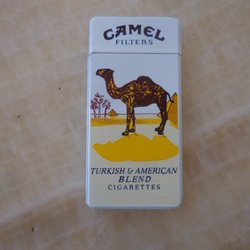 CAMEL
FILTERS
TURKISH & AMERICAN
BLEND
CIGARETTES